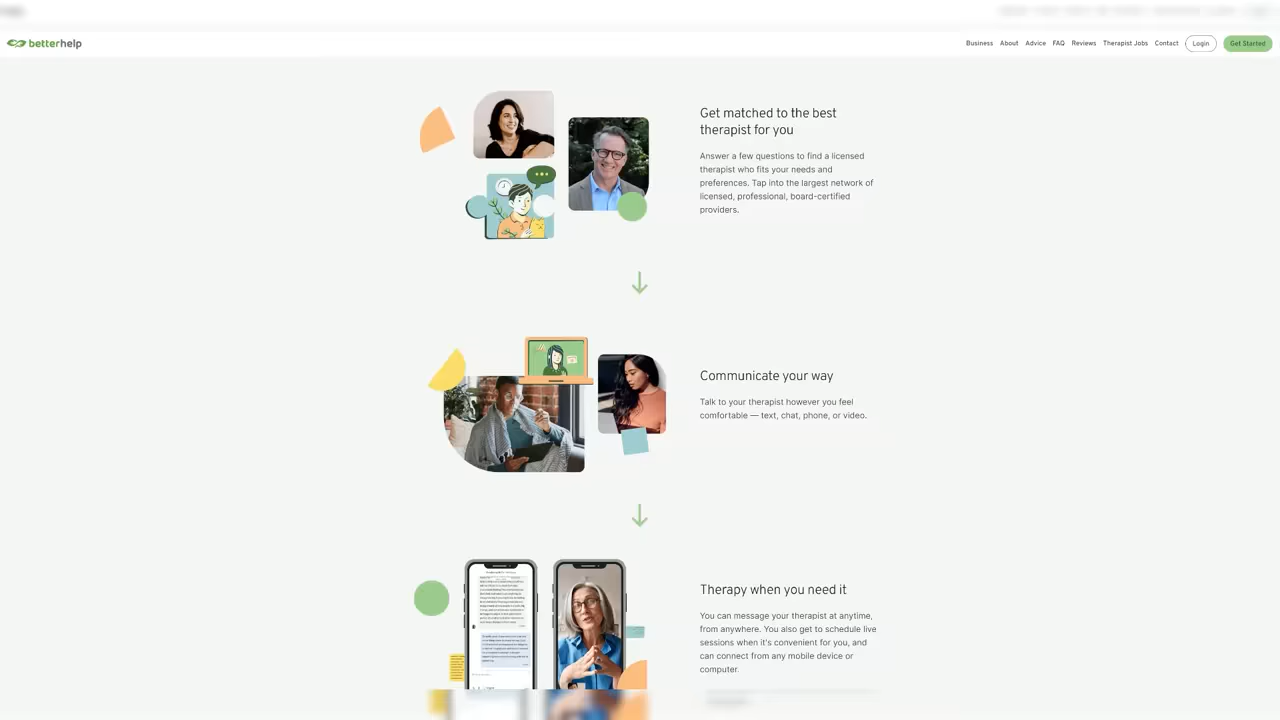 betterhelp
Business About Advice FAQ Reviews Therapist Jobs Contact Login Get Started
Get matched to the best
therapist for you
Answer a few questions to find a licensed
therapist who fits your needs and
preferences. Tap into the largest network of
licensed, professional, board-certified
providers.
Communicate your way
Talk to your therapist however you feel
comfortable — text, chat, phone, or video.
Therapy when you need it
You can message your therapist at anytime,
from anywhere. You also get to schedule live
sessions when it's convenient for you, and
can connect from any mobile device or
computer.